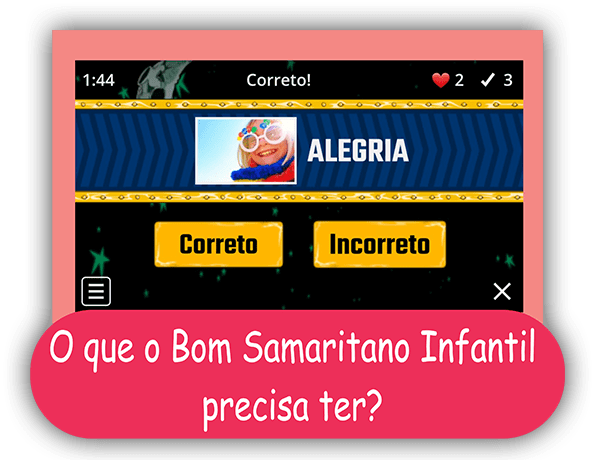 1:44 Correto! ❤️ 2 ✓ 3
ALEGRIA
Correto Incorreto
O que o Bom Samaritano Infantil
precisa ter?